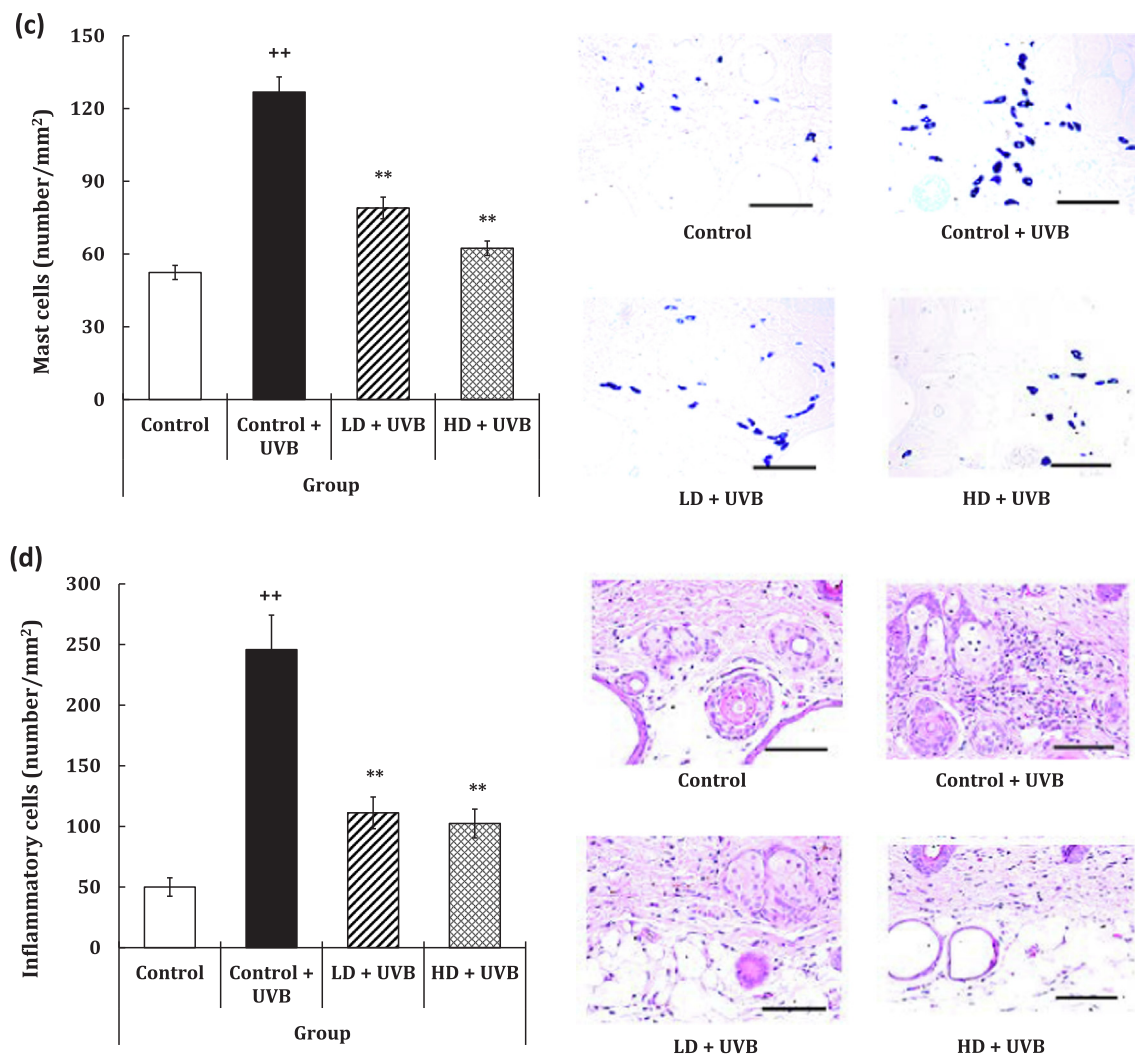 (c)
Mast cells (number/mm²)
150
120
90
60
30
0
++
**
**
Control
Control +
UVB
LD + UVB
HD + UVB
Group
Control
Control + UVB
LD + UVB
HD + UVB
(d)
Inflammatory cells (number/mm²)
300
250
200
150
100
50
0
++
**
**
Control
Control +
UVB
LD + UVB
HD + UVB
Group
Control
Control + UVB
LD + UVB
HD + UVB